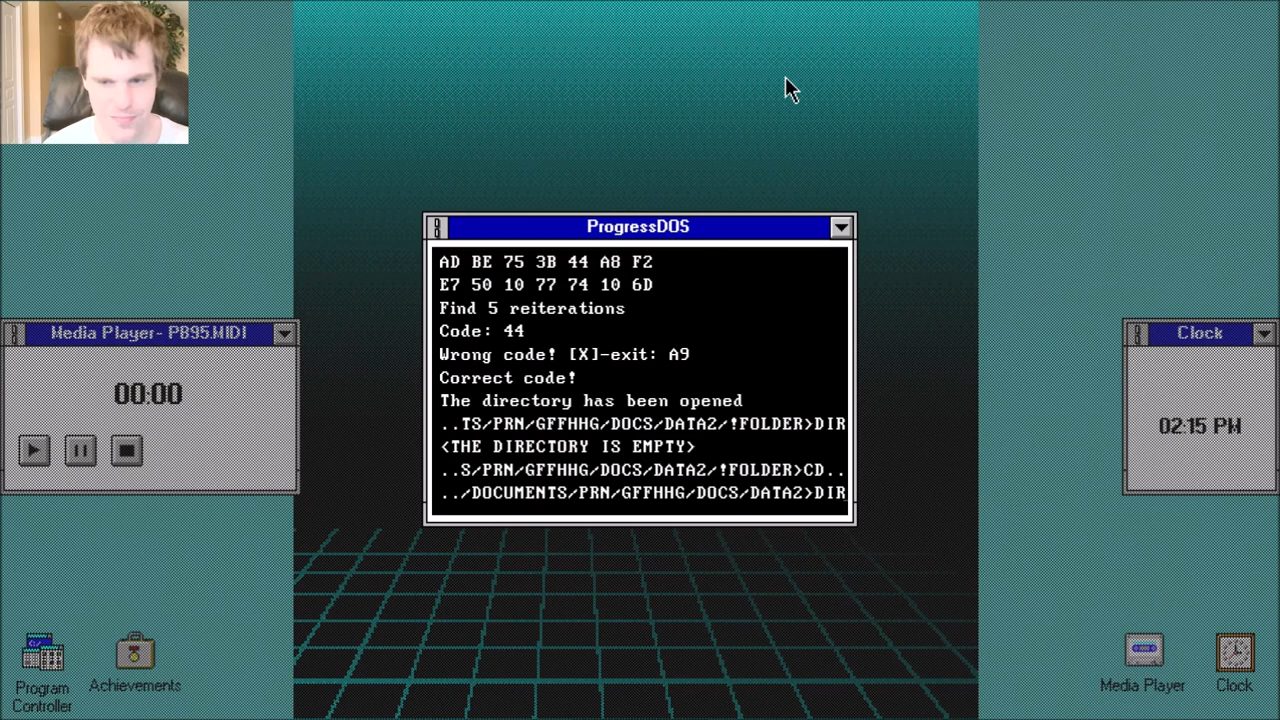 ProgressDOS
AD BE 75 3B 44 A8 F2
E7 50 10 77 74 10 6D
Find 5 reiterations
Code: 44
Wrong code! [X]-exit: A9
Correct code!
The directory has been opened
..TS/PRN/GFFHHG/DOCS/DATA2/!FOLDER>DIR
<THE DIRECTORY IS EMPTY>
..S/PRN/GFFHHG/DOCS/DATA2/!FOLDER>CD..
../DOCUMENTS/PRN/GFFHHG/DOCS/DATA2>DIR
Media Player- PB95.MIDI
00:00
Clock
02:15 PM
Program
Controller
Achievements
Media Player
Clock